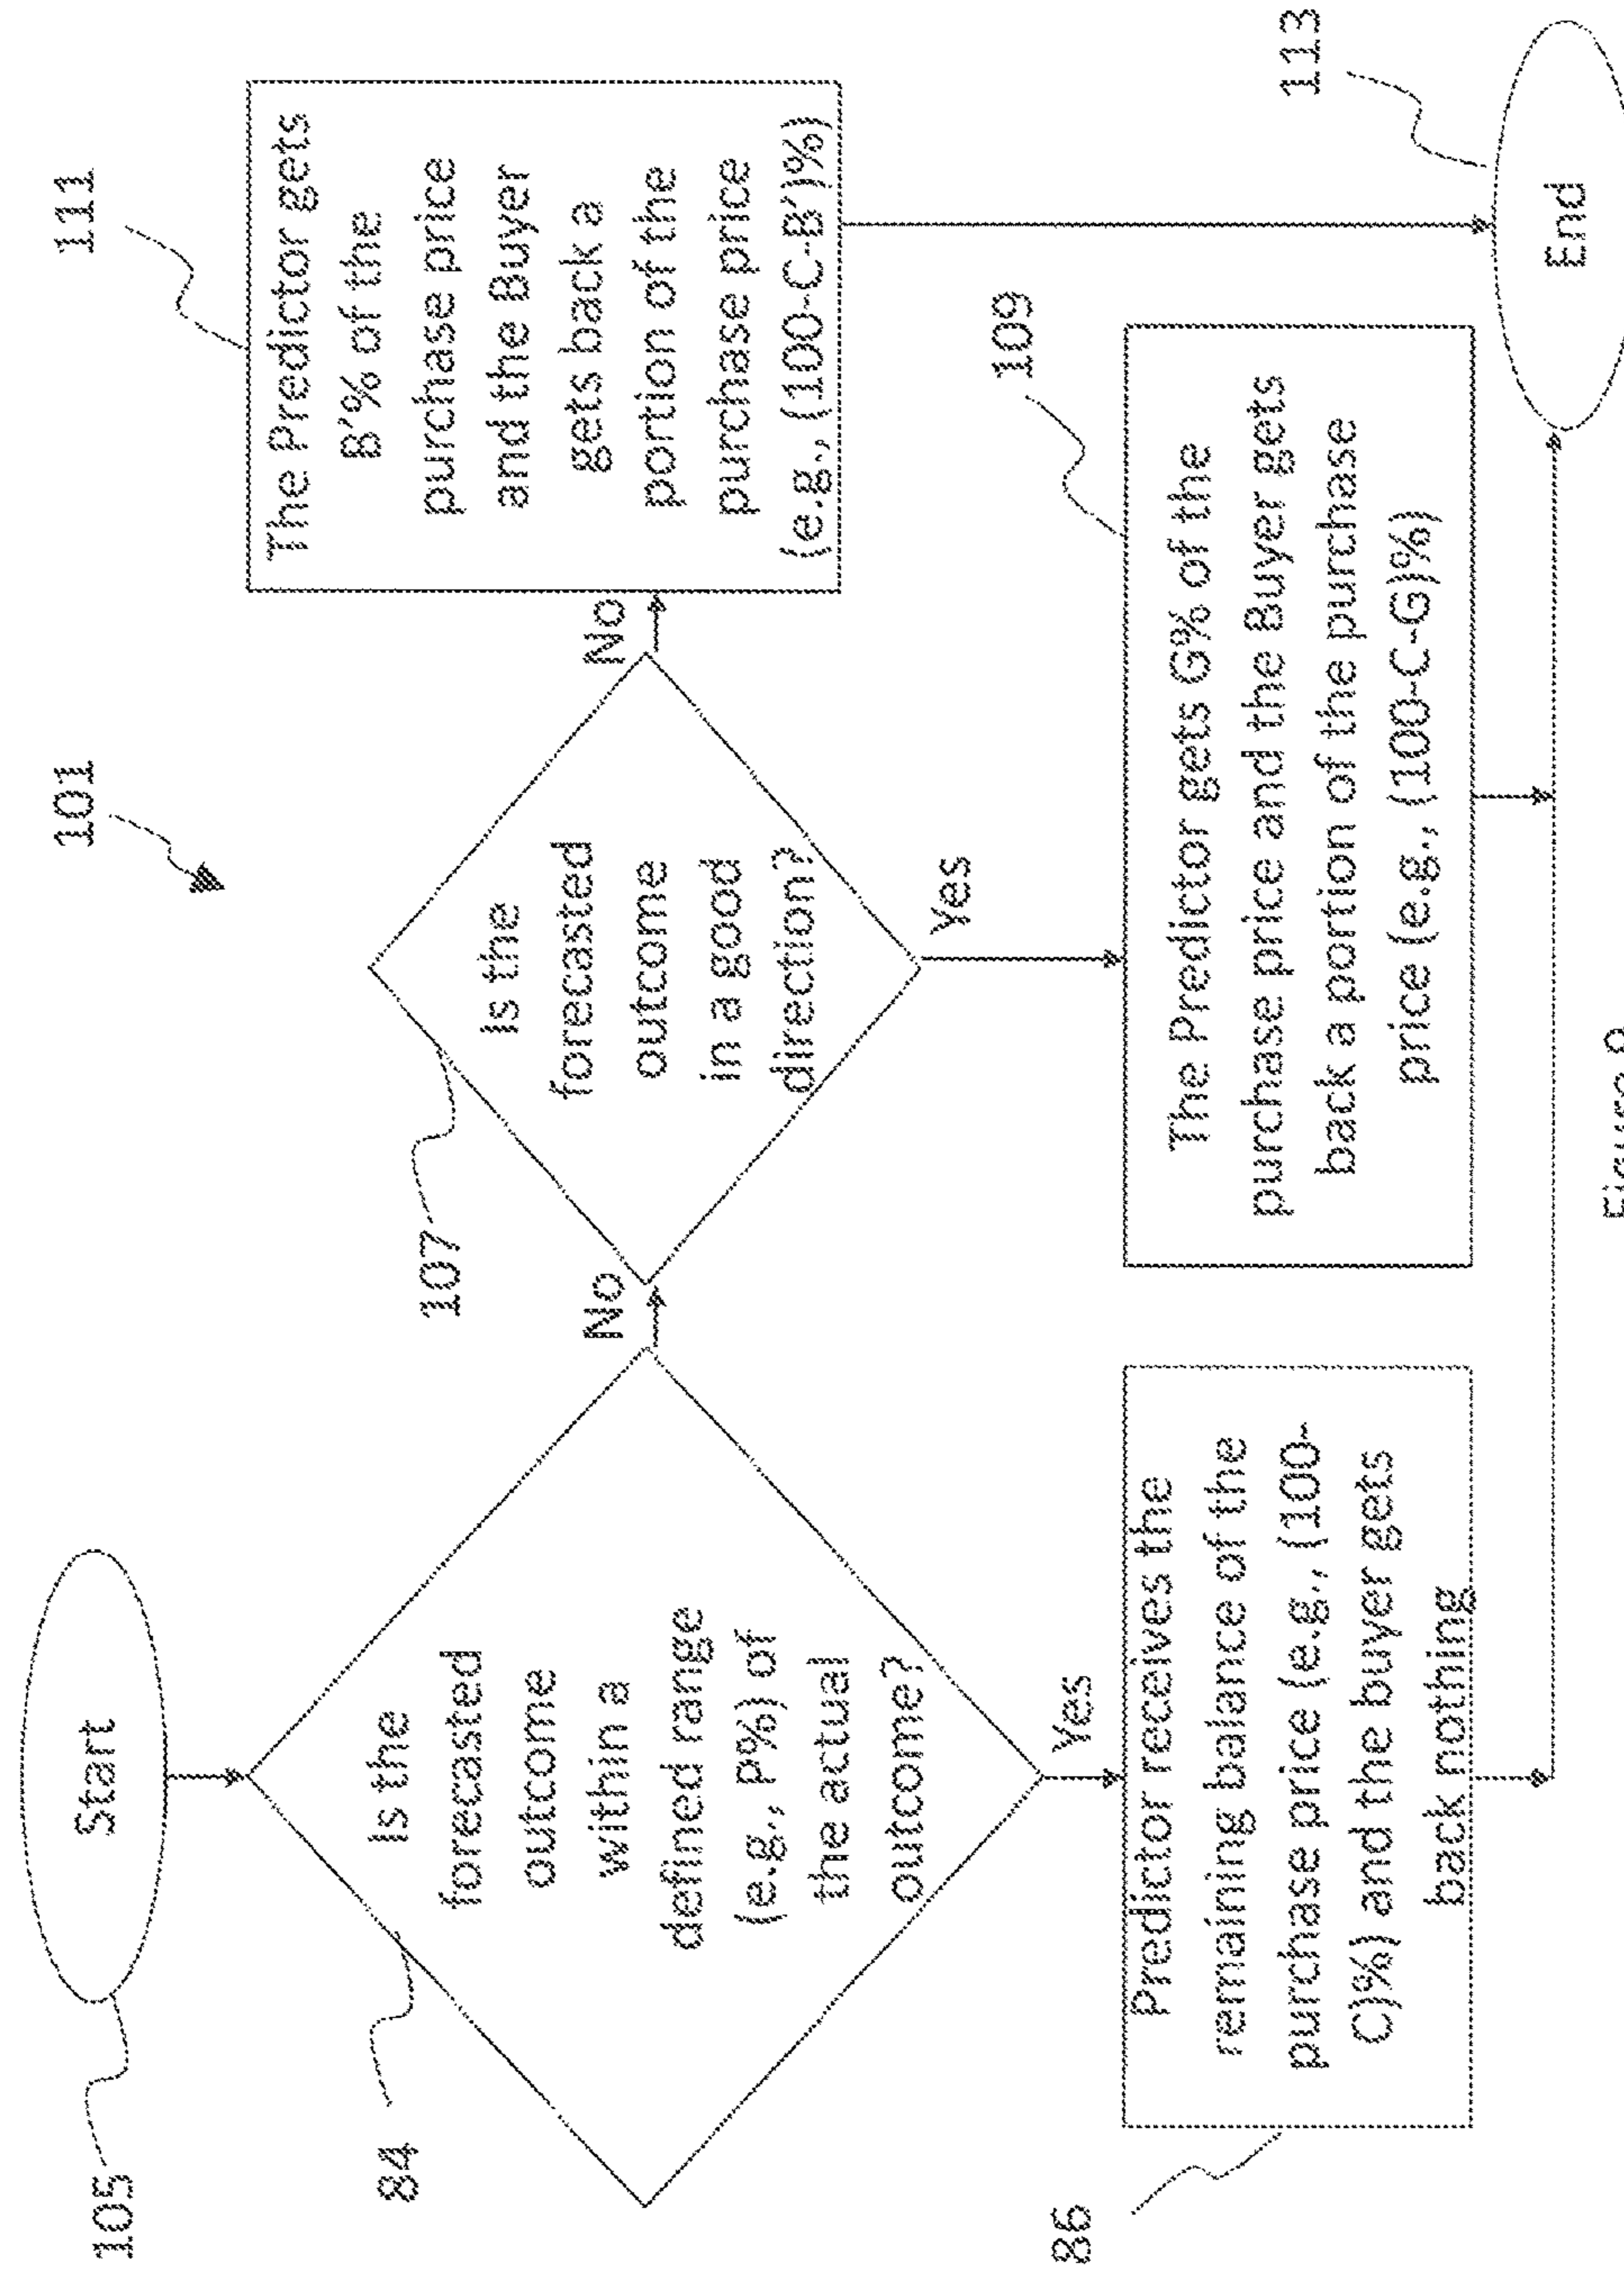 101
105
Start
84
Is the
forecasted
outcome
within a
defined range
(e.g., P%) of
the actual
outcome?
No
Yes
86
Predictor receives the
remaining balance of the
purchase price (e.g., (100-
C)%) and the buyer gets
back nothing
107
Is the
forecasted
outcome
in a good
direction?
No
Yes
109
The Predictor gets G% of the
purchase price and the Buyer gets
back a portion of the purchase
price (e.g., (100-C-G)%)
111
The Predictor gets
B'% of the
purchase price
and the Buyer
gets back a
portion of the
purchase price
(e.g., (100-C-B')%)
113
End
Figure